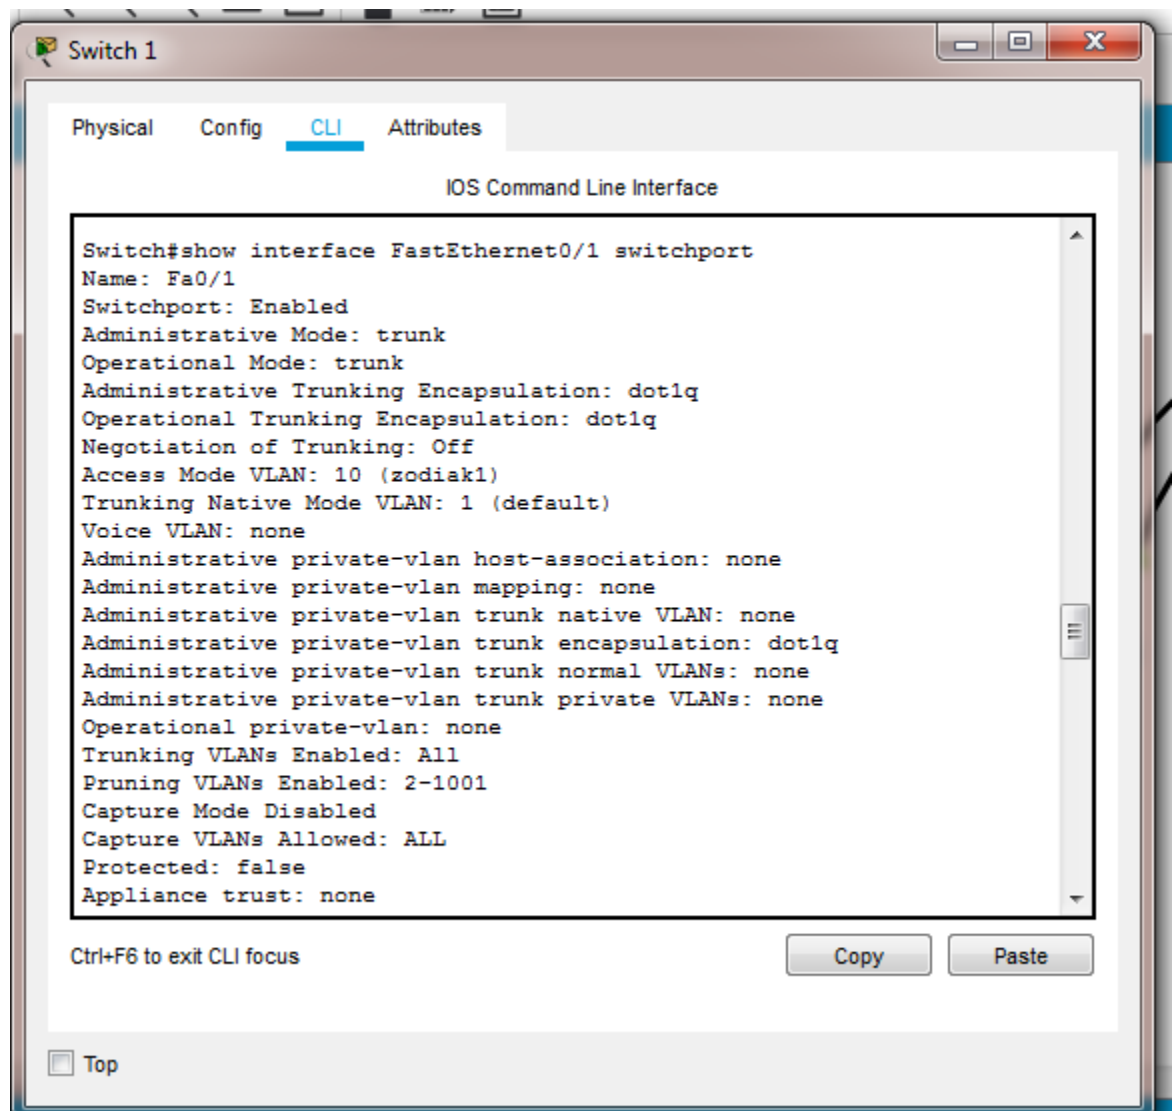 Switch 1
Physical Config CLI Attributes
IOS Command Line Interface
Switch#show interface FastEthernet0/1 switchport
Name: Fa0/1
Switchport: Enabled
Administrative Mode: trunk
Operational Mode: trunk
Administrative Trunking Encapsulation: dot1q
Operational Trunking Encapsulation: dot1q
Negotiation of Trunking: Off
Access Mode VLAN: 10 (zodiak1)
Trunking Native Mode VLAN: 1 (default)
Voice VLAN: none
Administrative private-vlan host-association: none
Administrative private-vlan mapping: none
Administrative private-vlan trunk native VLAN: none
Administrative private-vlan trunk encapsulation: dot1q
Administrative private-vlan trunk normal VLANs: none
Administrative private-vlan trunk private VLANs: none
Operational private-vlan: none
Trunking VLANs Enabled: All
Pruning VLANs Enabled: 2-1001
Capture Mode Disabled
Capture VLANs Allowed: ALL
Protected: false
Appliance trust: none
Ctrl+F6 to exit CLI focus
Copy Paste
Top